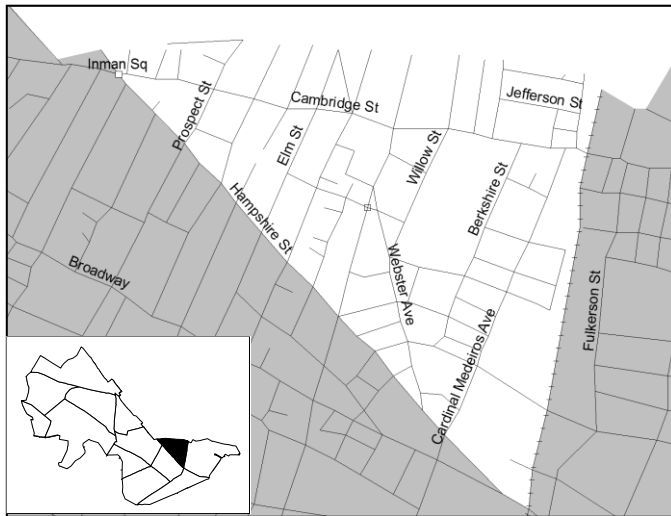 Inman Sq
Jefferson St
Cambridge St
Prospect St
Elm St
Willow St
Berkshire St
Hampshire St
Broadway
Webster Ave
Fulkerson St
Cardinal Medeiros Ave